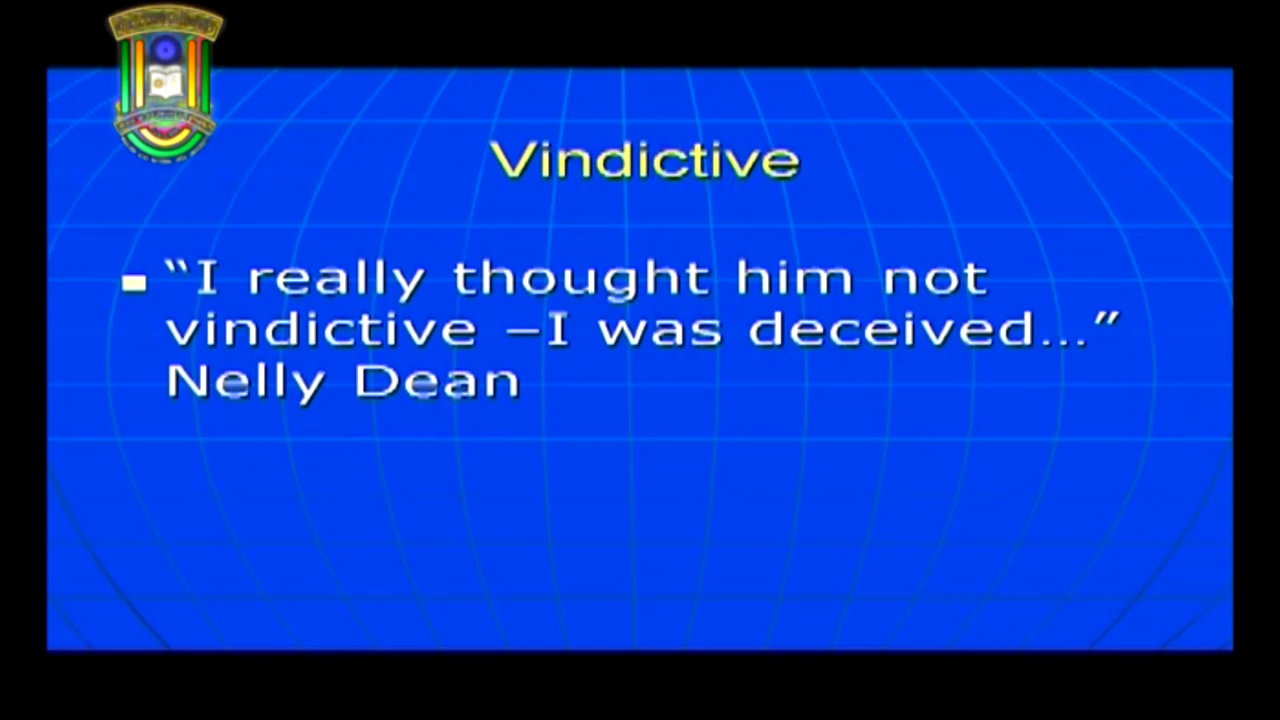 Vindictive
“I really thought him not
vindictive –I was deceived...”
Nelly Dean